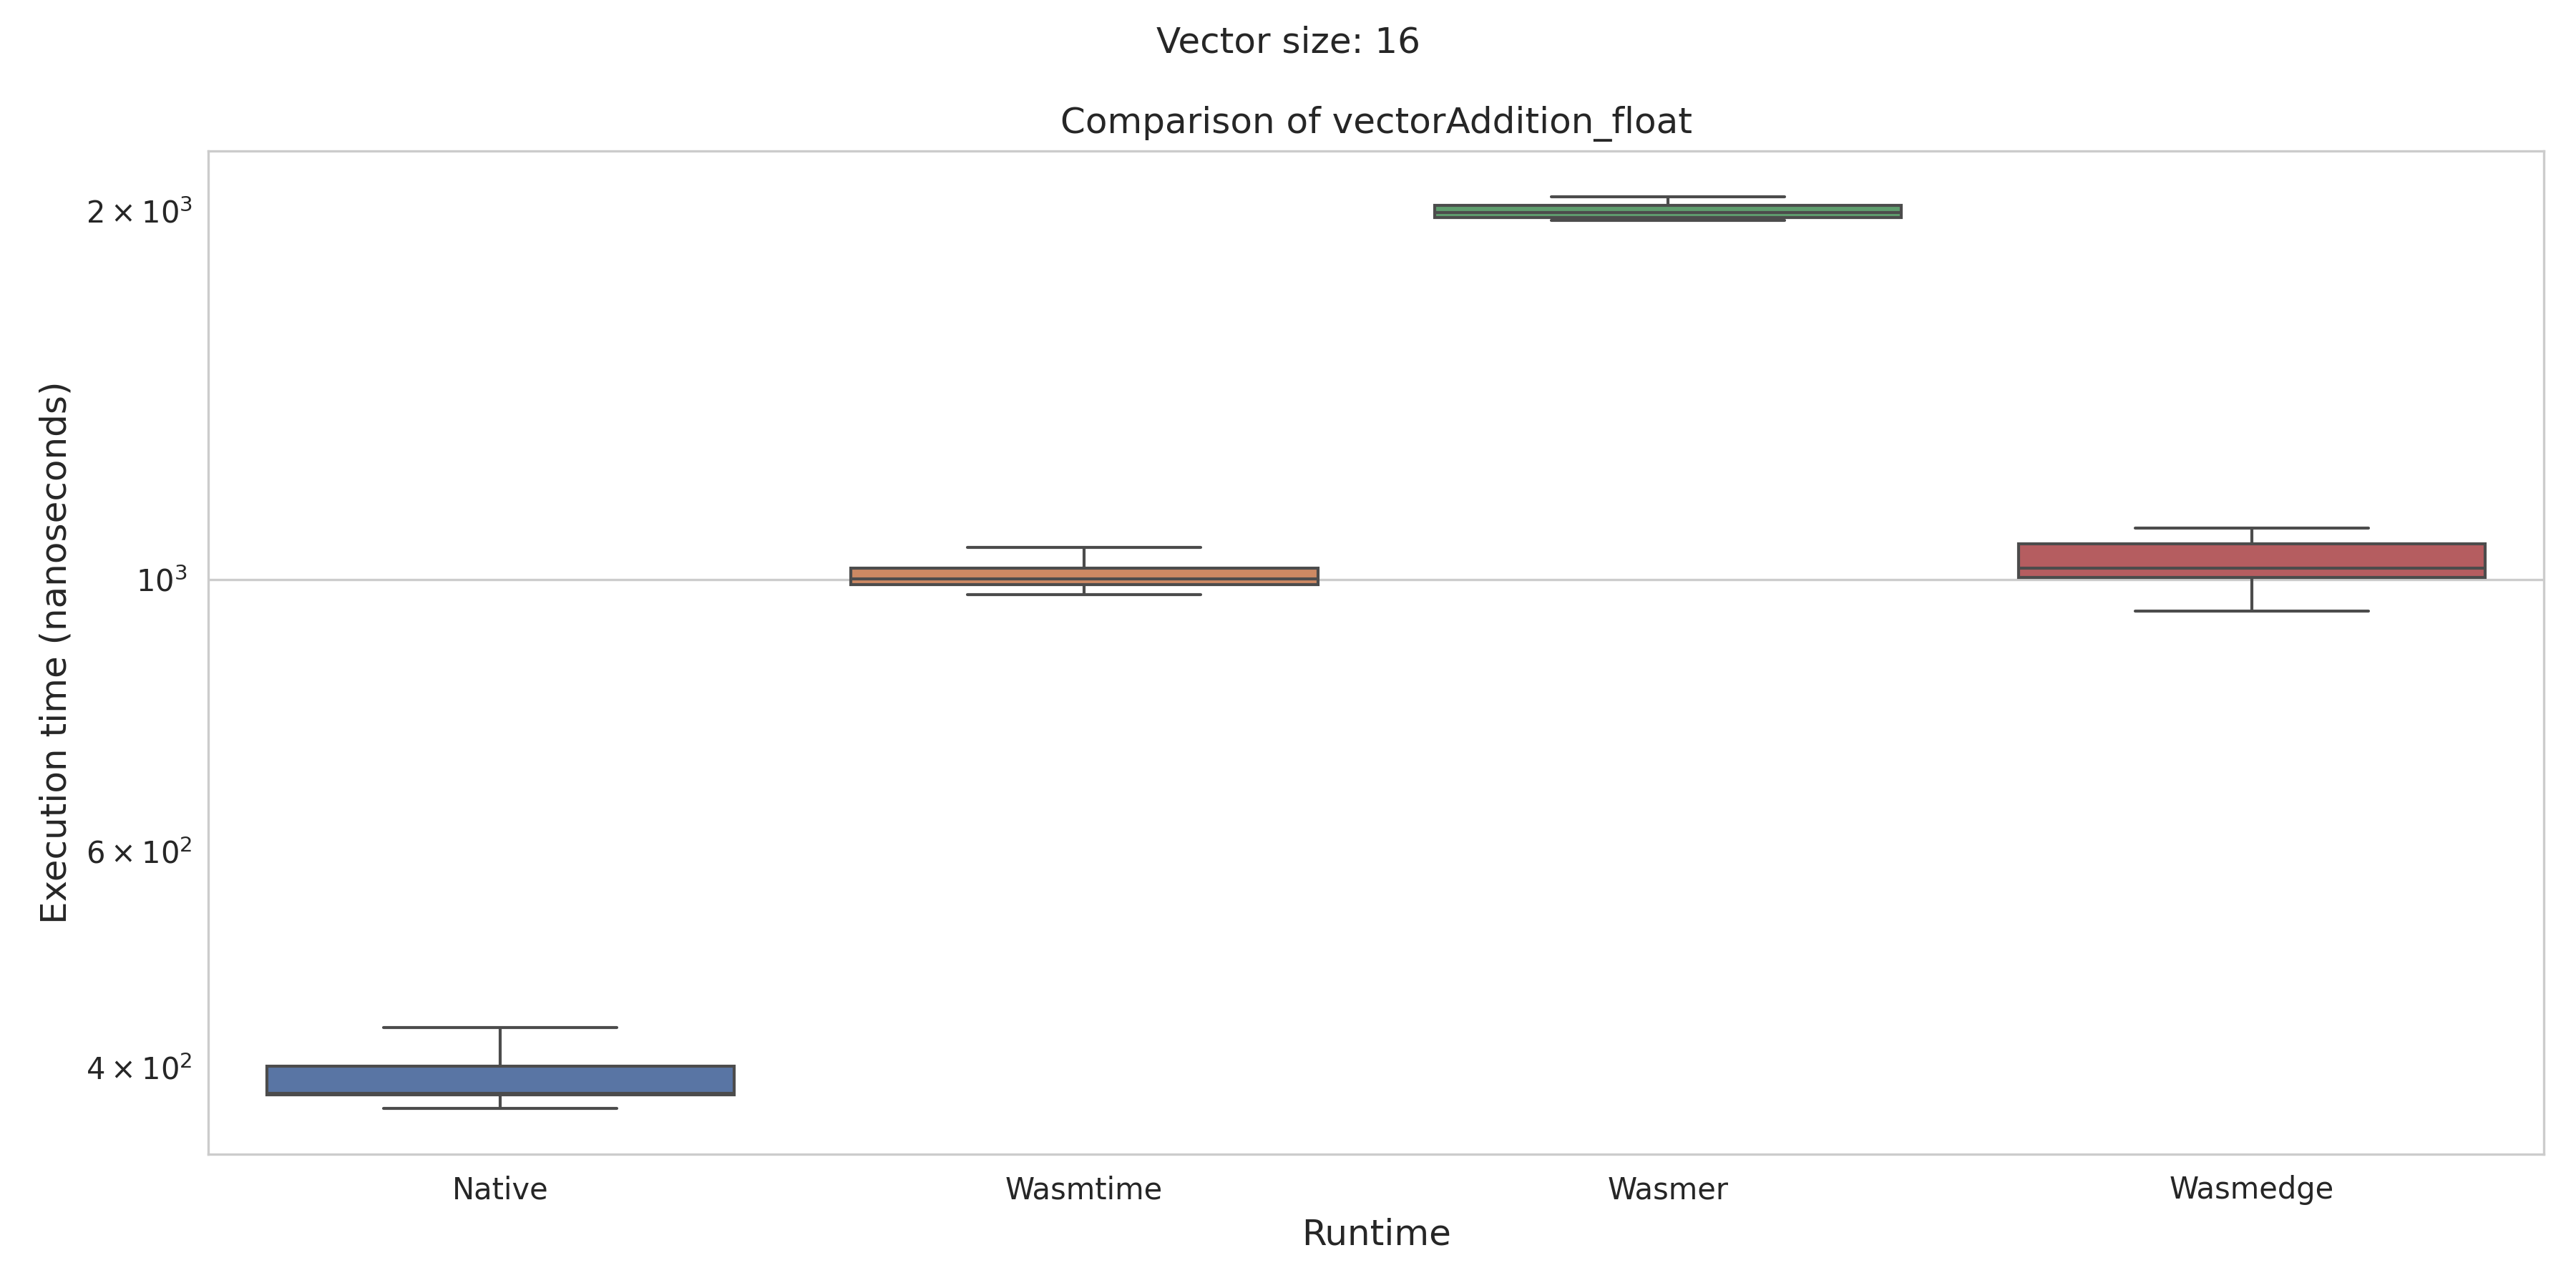 Vector size: 16
Comparison of vectorAddition_float
Execution time (nanoseconds)
2 × 10³
10³
6 × 10²
4 × 10²
Native Wasmtime Wasmer Wasmedge
Runtime